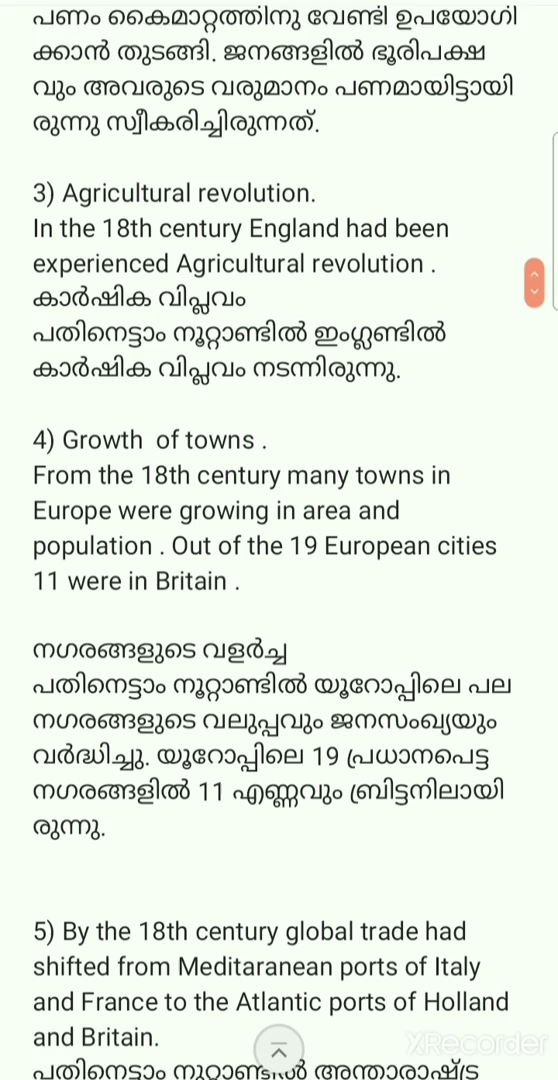 പണം കൈമാറ്റത്തിനു വേണ്ടി ഉപയോഗി
ക്കാൻ തുടങ്ങി. ജനങ്ങളിൽ ഭൂരിപക്ഷ
വും അവരുടെ വരുമാനം പണമായിട്ടായി
രുന്നു സ്വീകരിച്ചിരുന്നത്.
3) Agricultural revolution.
In the 18th century England had been
experienced Agricultural revolution .
കാർഷിക വിപ്ലവം
പതിനെട്ടാം നൂറ്റാണ്ടിൽ ഇംഗ്ലണ്ടിൽ
കാർഷിക വിപ്ലവം നടന്നിരുന്നു.
4) Growth  of towns .
From the 18th century many towns in
Europe were growing in area and
population . Out of the 19 European cities
11 were in Britain .
നഗരങ്ങളുടെ വളർച്ച
പതിനെട്ടാം നൂറ്റാണ്ടിൽ യൂറോപ്പിലെ പല
നഗരങ്ങളുടെ വലുപ്പവും ജനസംഖ്യയും
വർദ്ധിച്ചു. യൂറോപ്പിലെ 19 പ്രധാനപെട്ട
നഗരങ്ങളിൽ 11 എണ്ണവും ബ്രിട്ടനിലായി
രുന്നു.
5) By the 18th century global trade had
shifted from Meditaranean ports of Italy
and France to the Atlantic ports of Holland
and Britain.
XRecorder
പതിനെട്ടാം നൂറ്റാണ്ടിൽ അന്താരാഷ്ട്ര